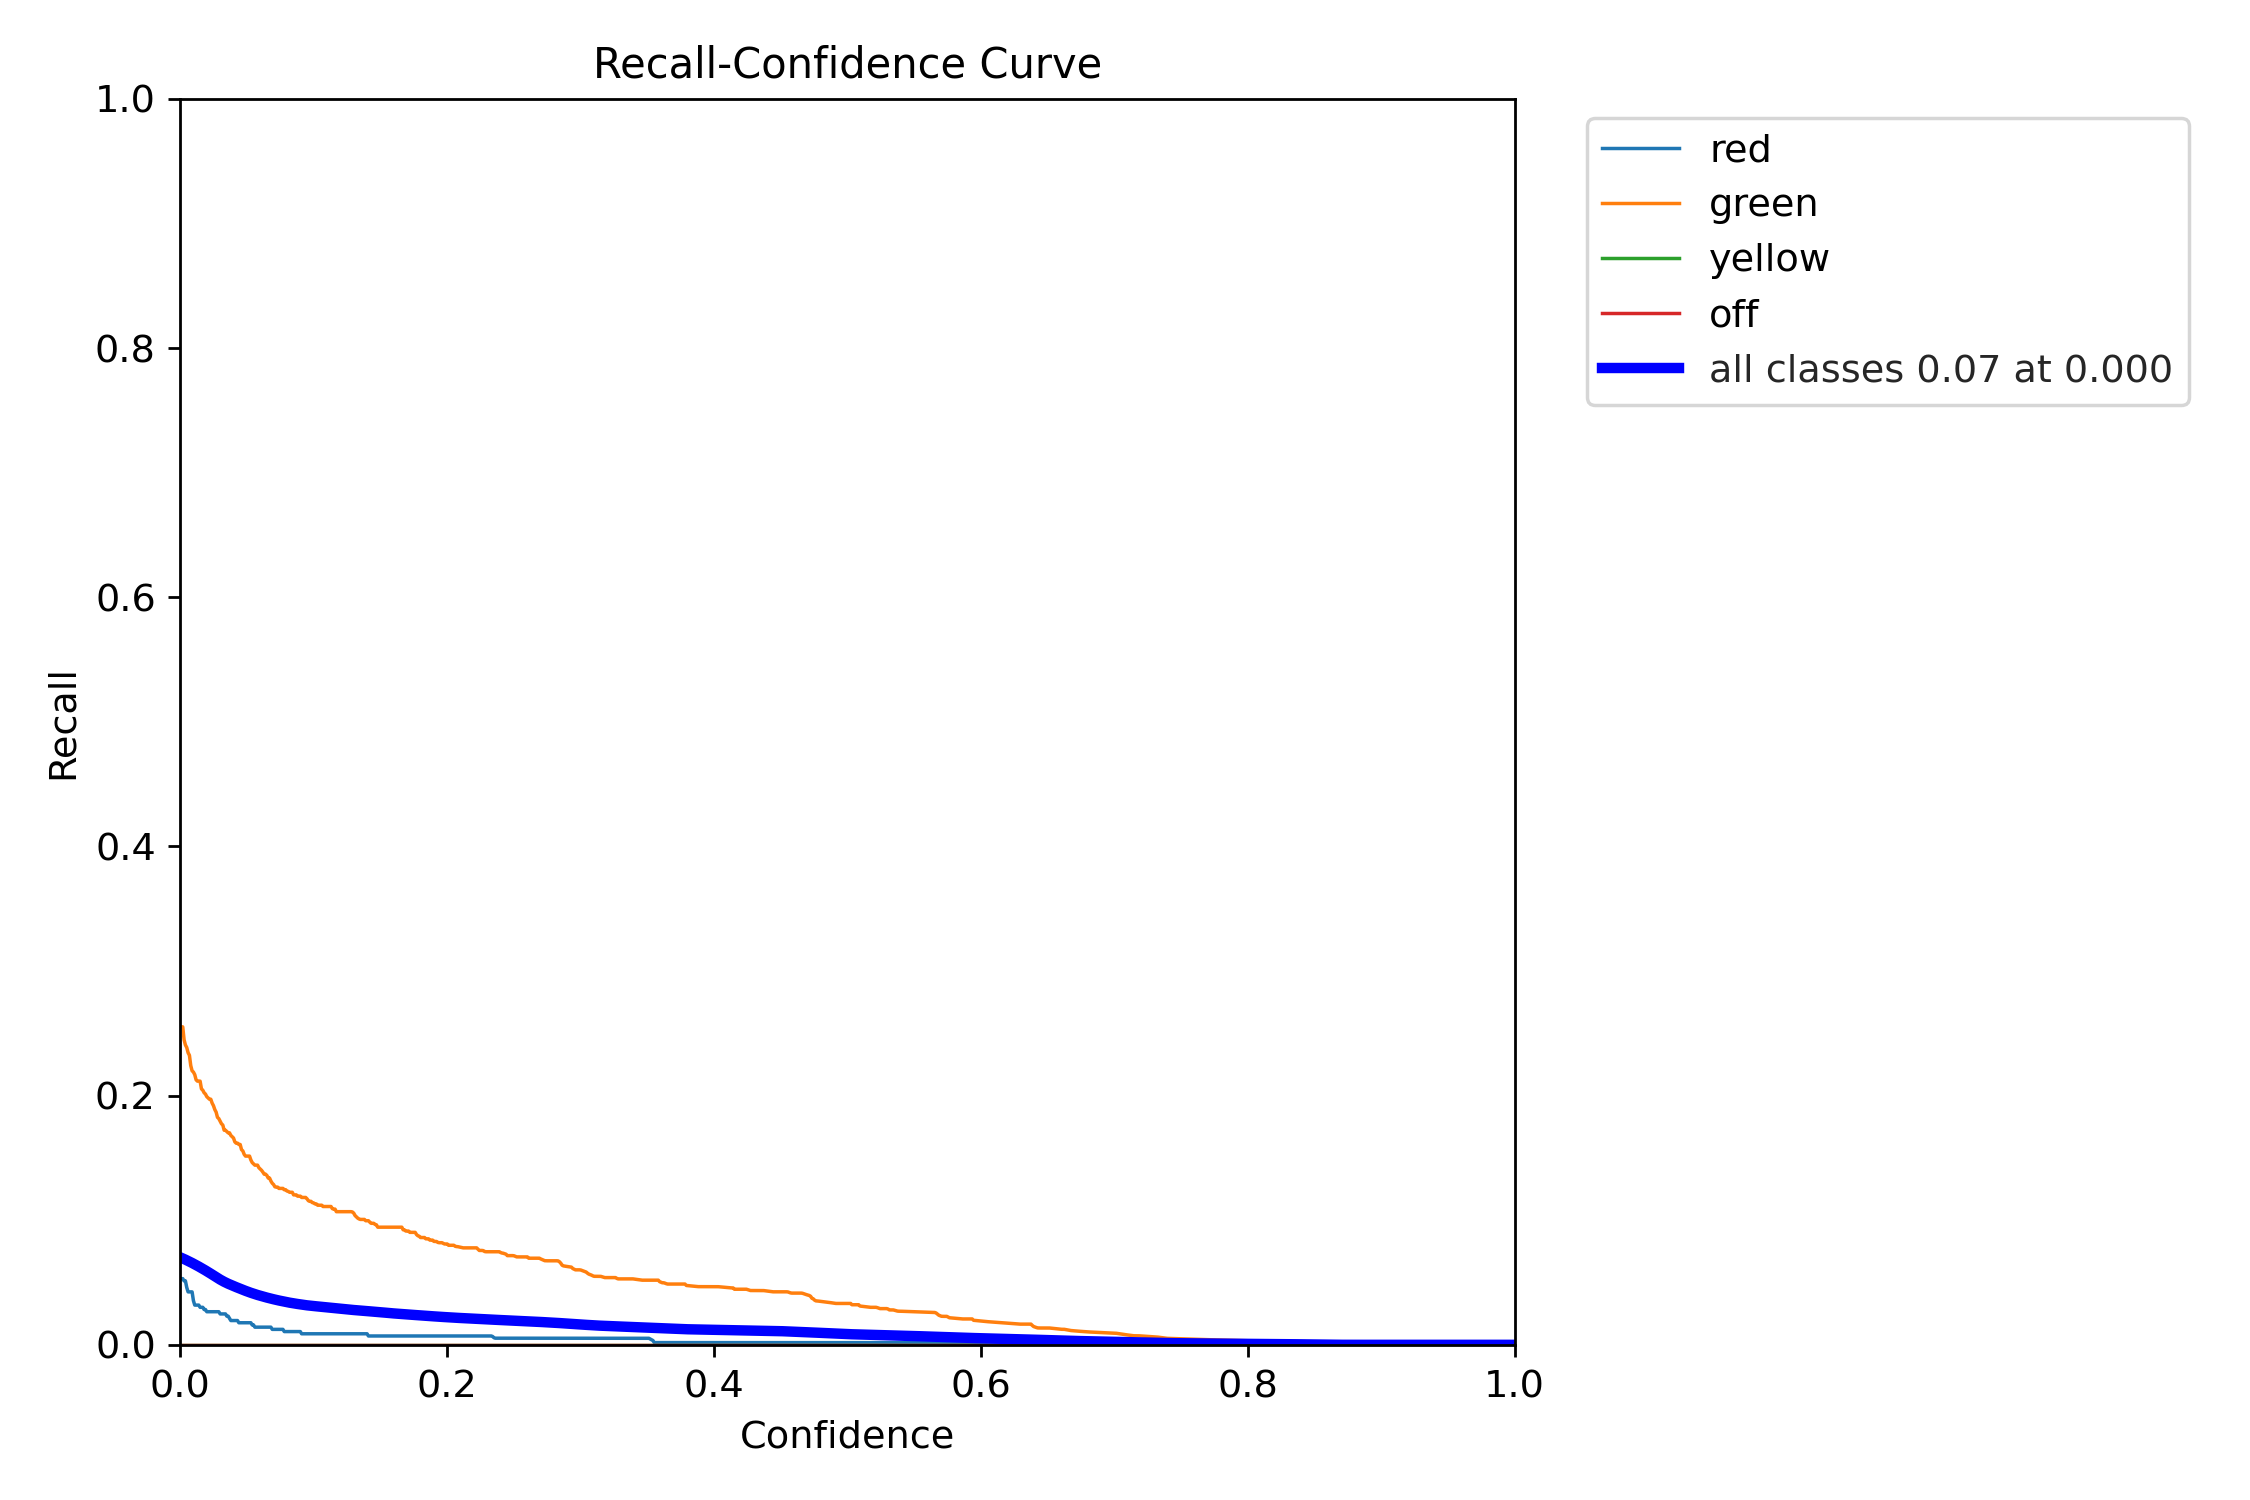 Recall-Confidence Curve
1.0
0.8
0.6
0.4
0.2
0.0
Recall
0.0 0.2 0.4 0.6 0.8 1.0
Confidence
red
green
yellow
off
all classes 0.07 at 0.000